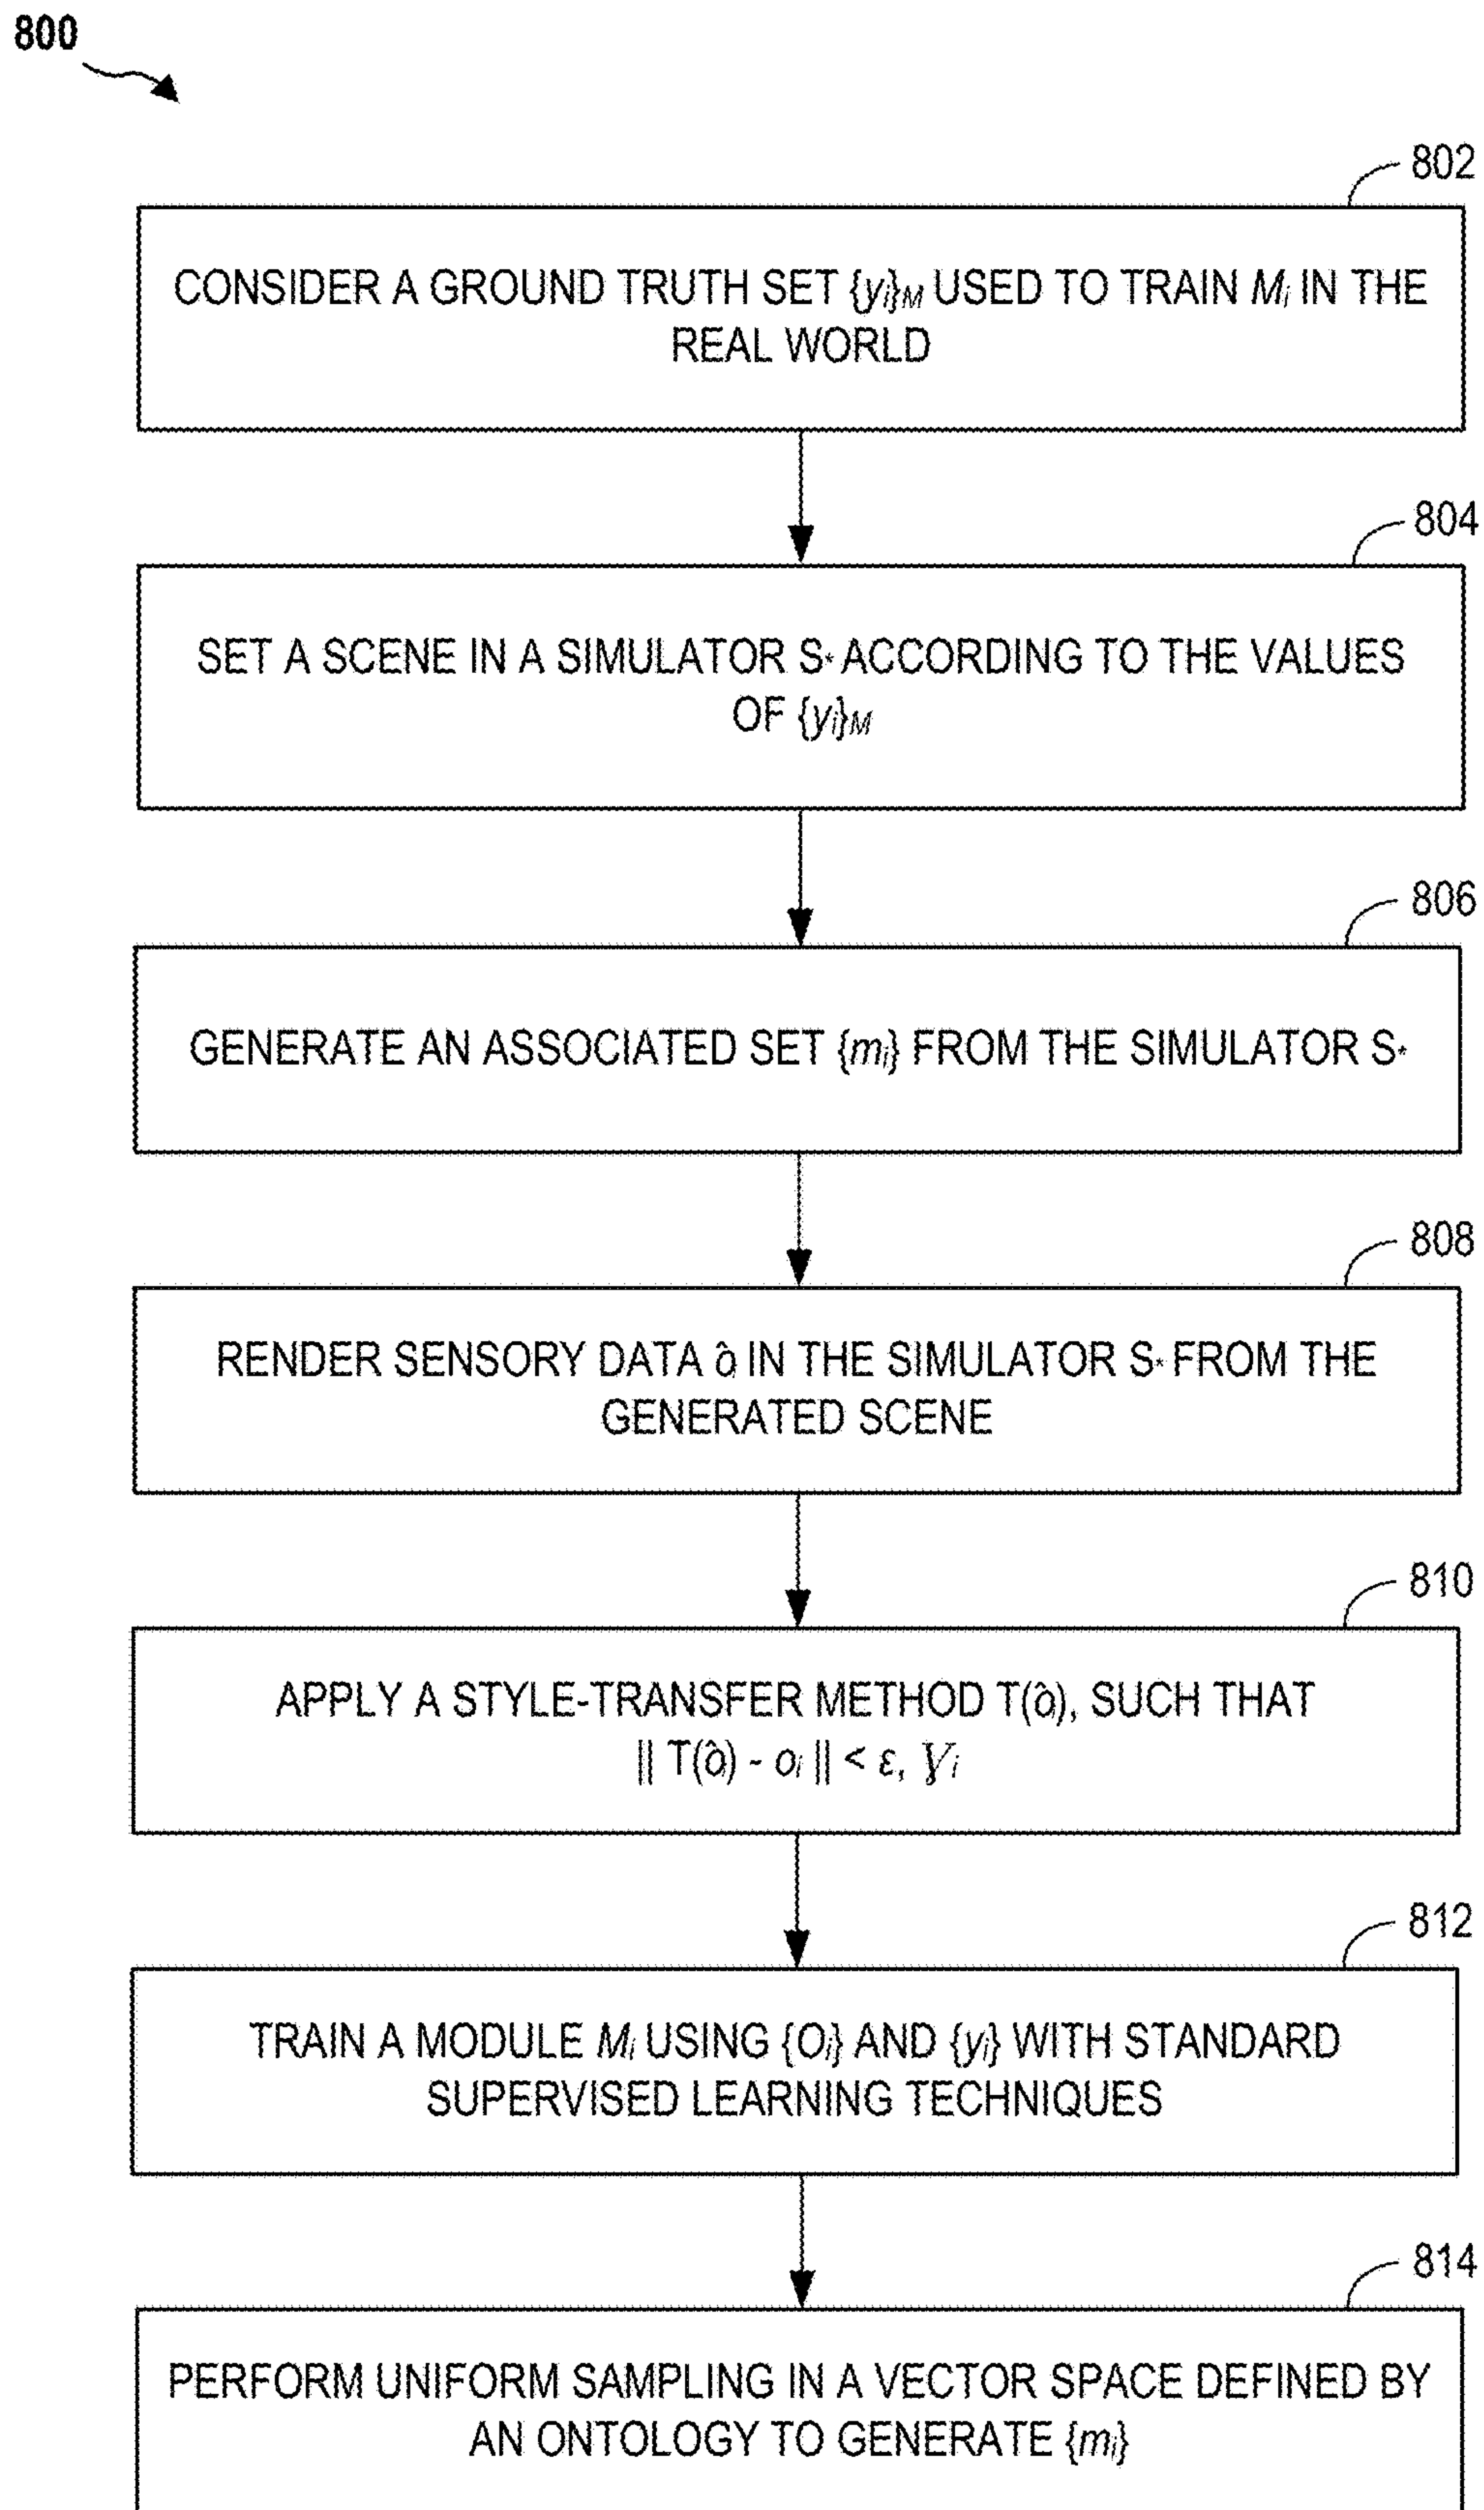 800
802
CONSIDER A GROUND TRUTH SET {yi}M USED TO TRAIN Mi IN THE
REAL WORLD
804
SET A SCENE IN A SIMULATOR S* ACCORDING TO THE VALUES
OF {yi}M
806
GENERATE AN ASSOCIATED SET {mi} FROM THE SIMULATOR S*
808
RENDER SENSORY DATA ôi IN THE SIMULATOR S* FROM THE
GENERATED SCENE
810
APPLY A STYLE-TRANSFER METHOD T(ôi), SUCH THAT
|| T(ôi) - oi || < ε, ∀i
812
TRAIN A MODULE Mi USING {Oi} AND {yi} WITH STANDARD
SUPERVISED LEARNING TECHNIQUES
814
PERFORM UNIFORM SAMPLING IN A VECTOR SPACE DEFINED BY
AN ONTOLOGY TO GENERATE {mi}